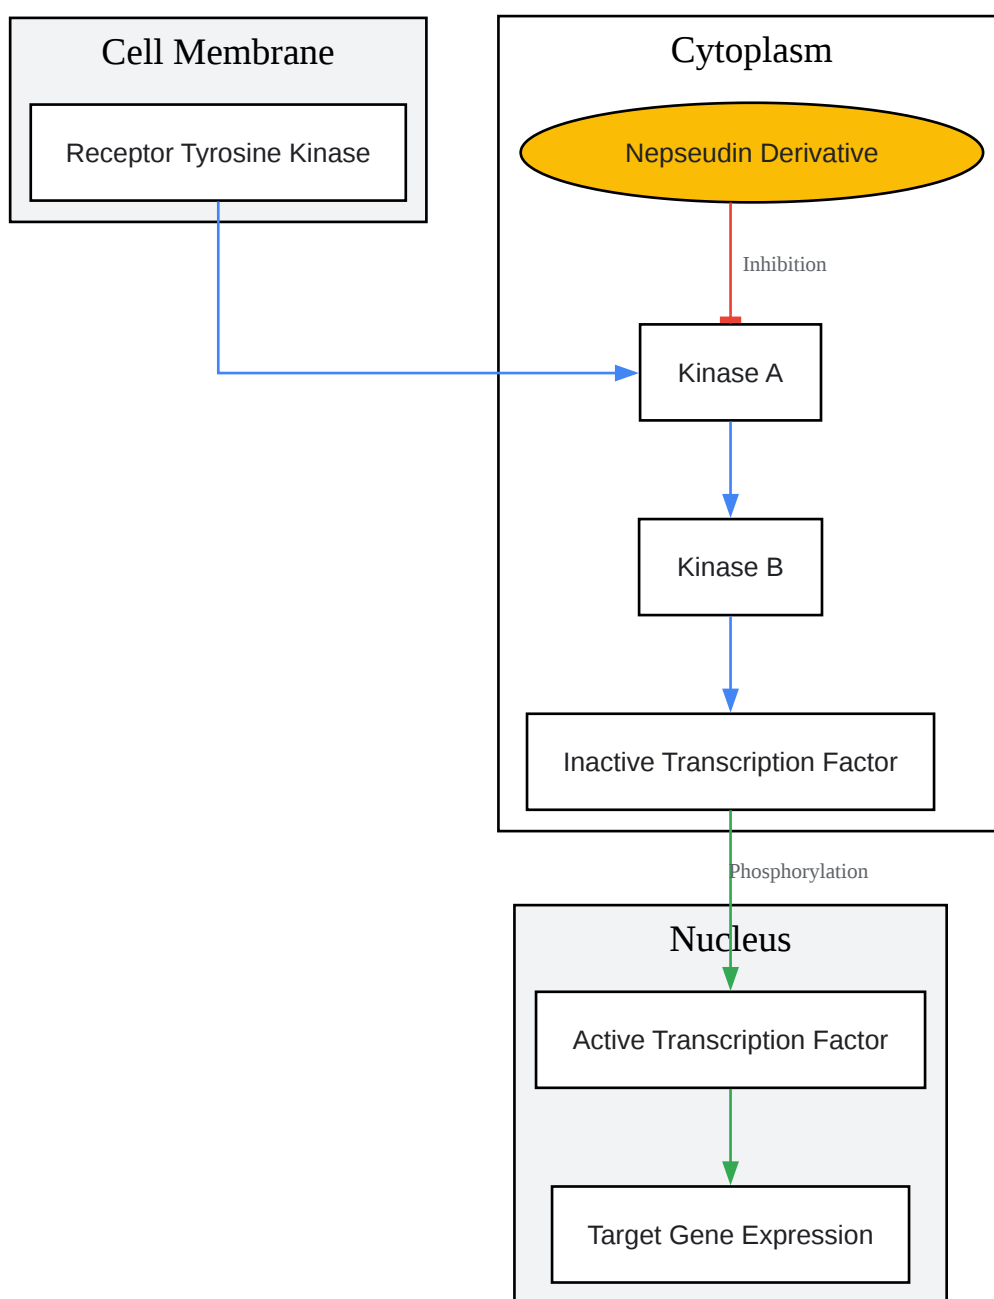 Cell Membrane
Receptor Tyrosine Kinase
Cytoplasm
Nepseudin Derivative
Inhibition
Kinase A
Kinase B
Inactive Transcription Factor
Phosphorylation
Nucleus
Active Transcription Factor
Target Gene Expression